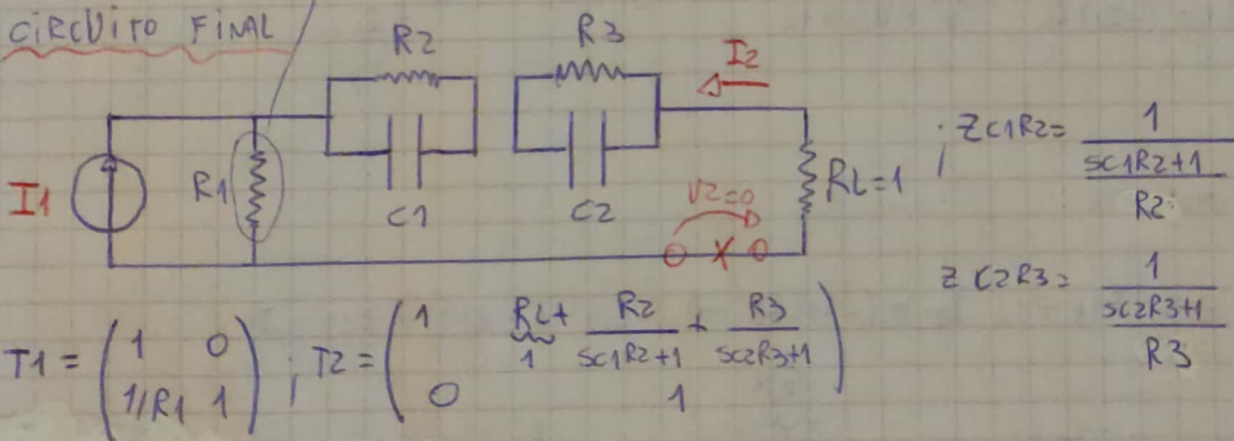 CIRCUITO FINAL
R2
R3
I2
I1
R1
C1
C2
V2=0
RL=1
; ZC1R2= 1 / ((SC1R2+1) / R2)
ZC2R3= 1 / ((SC2R3+1) / R3)
T1 = (1 0; 1/R1 1) ; T2 = (1 RL+ R2/(SC1R2+1) + R3/(SC2R3+1); 0 1)
1